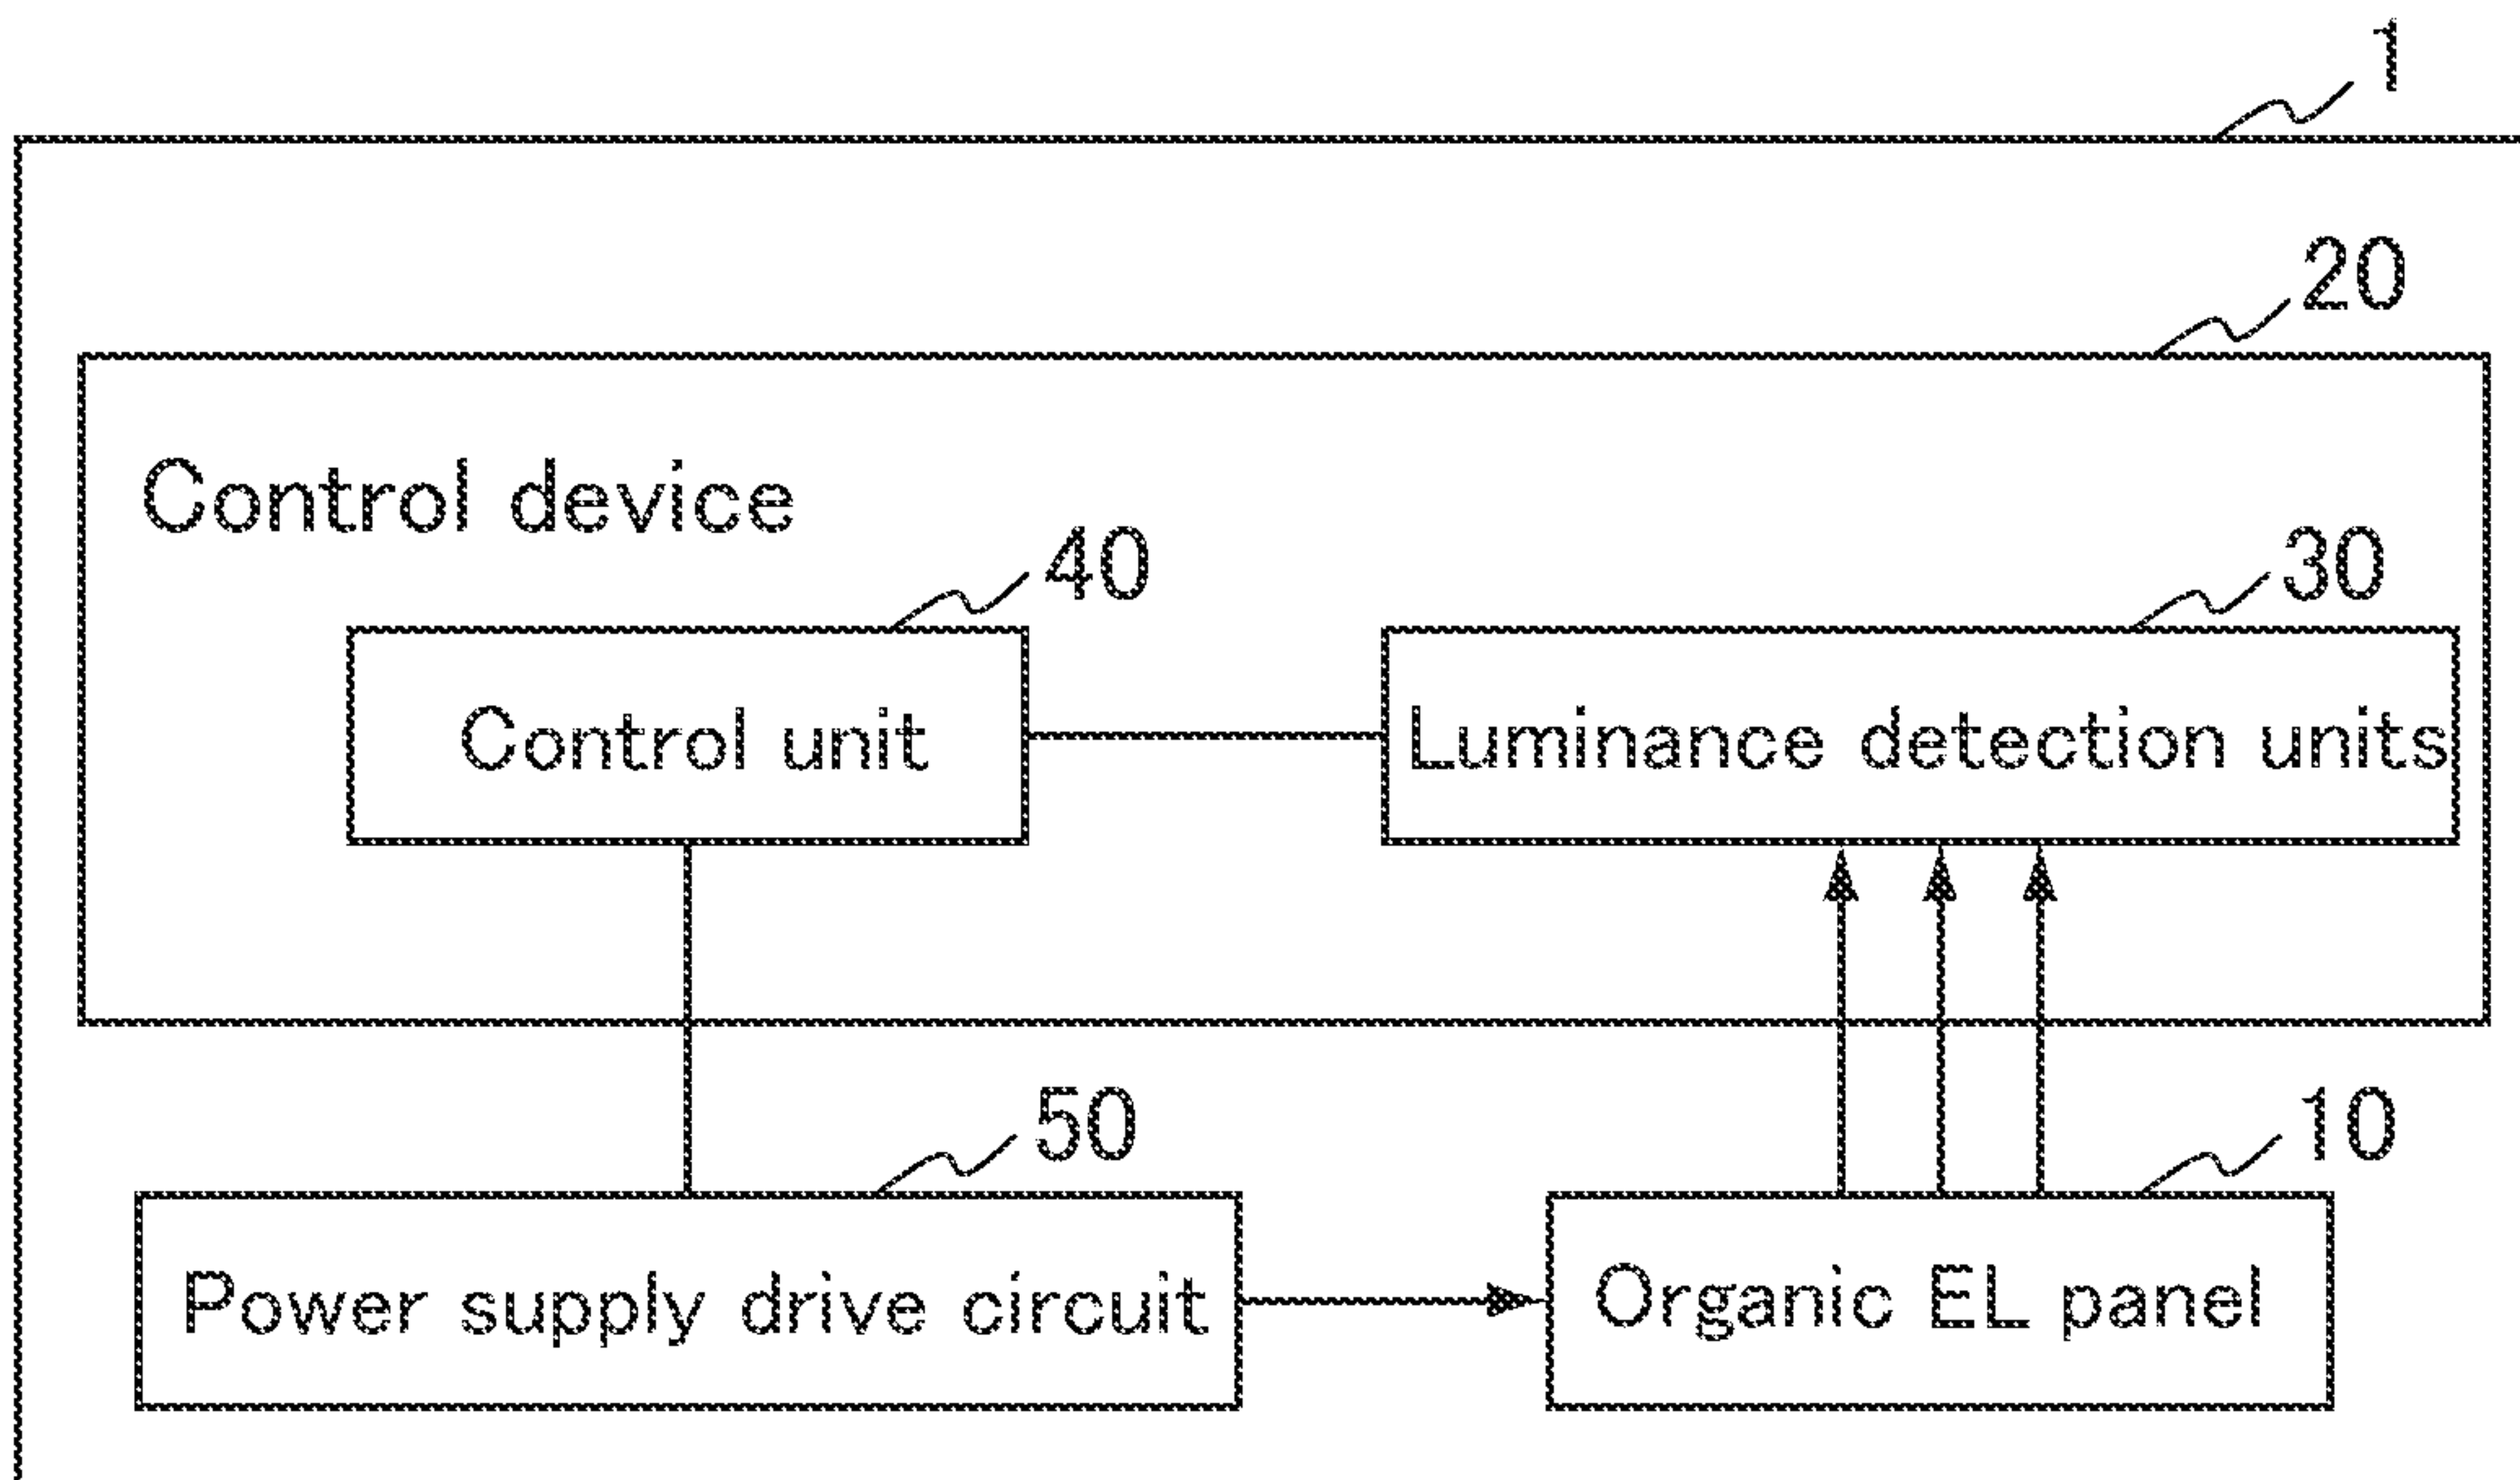 1
20
Control device
40
30
Control unit
Luminance detection units
50
10
Power supply drive circuit
Organic EL panel